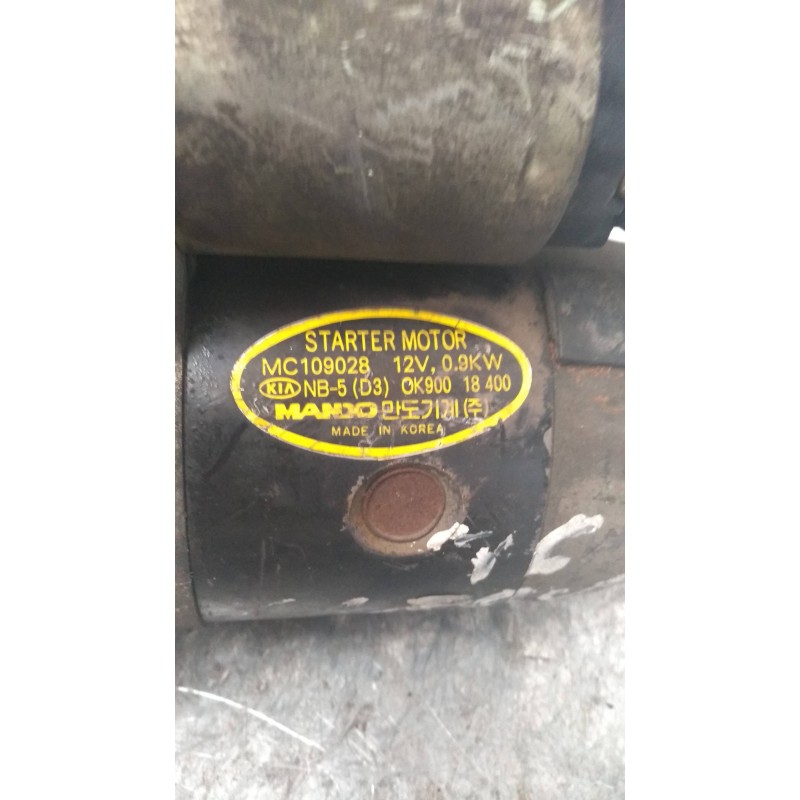 STARTER MOTOR
MC109028 12V, 0.9KW
KIA NB-5 (D3) OK900 18 400
MANDO 만도기계(주)
MADE IN KOREA